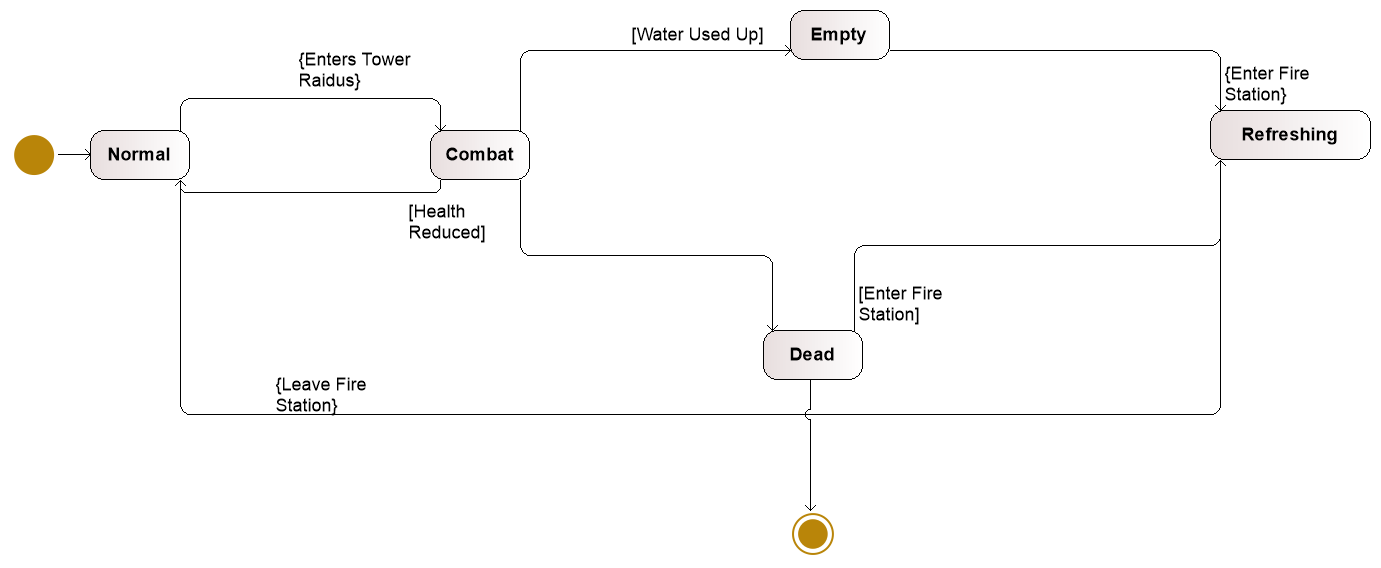 [Water Used Up]
Empty
{Enters Tower
Raidus}
{Enter Fire
Station}
Normal
Combat
Refreshing
[Health
Reduced]
[Enter Fire
Station]
Dead
{Leave Fire
Station}